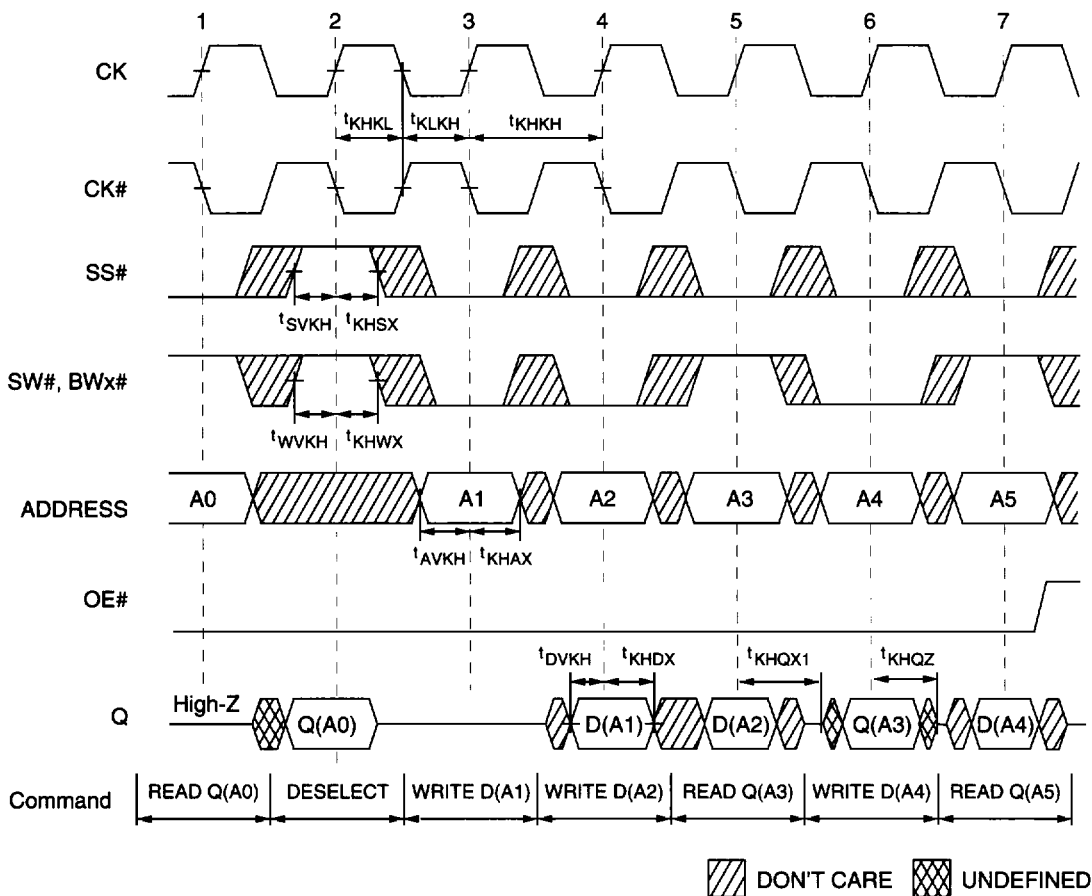 1 2 3 4 5 6 7
CK
tKHKL tKLKH tKHKH
CK#
SS#
tSVKH tKHSX
SW#, BWx#
tWVKH tKHWX
ADDRESS A0 A1 A2 A3 A4 A5
tAVKH tKHAX
OE#
tDVKH tKHDX tKHQX1 tKHQZ
Q High-Z Q(A0) D(A1) D(A2) Q(A3) D(A4)
Command READ Q(A0) DESELECT WRITE D(A1) WRITE D(A2) READ Q(A3) WRITE D(A4) READ Q(A5)
DON'T CARE UNDEFINED